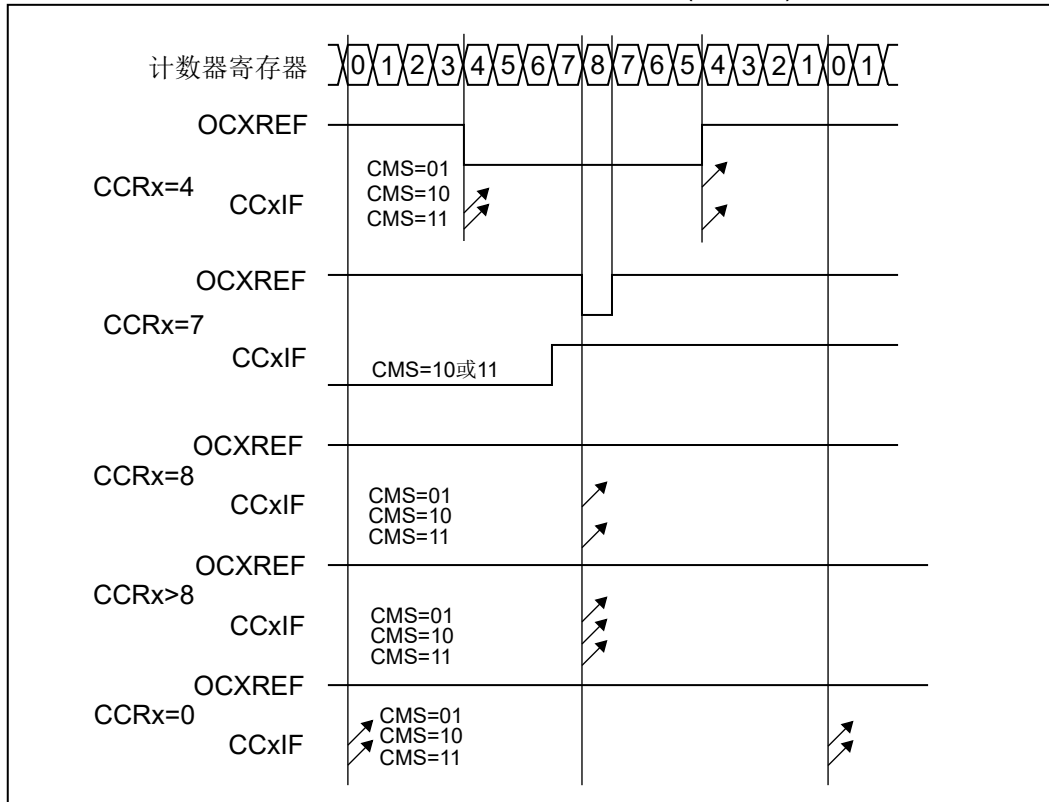 计数器寄存器 0 1 2 3 4 5 6 7 8 7 6 5 4 3 2 1 0 1
OCXREF
CCRx=4
CCxIF
CMS=01
CMS=10
CMS=11
OCXREF
CCRx=7
CCxIF
CMS=10或11
OCXREF
CCRx=8
CCxIF
CMS=01
CMS=10
CMS=11
OCXREF
CCRx>8
CCxIF
CMS=01
CMS=10
CMS=11
OCXREF
CCRx=0
CCxIF
CMS=01
CMS=10
CMS=11